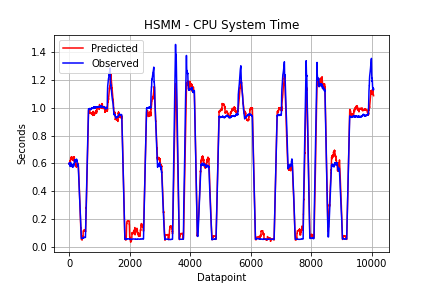 HSMM - CPU System Time
Predicted
Observed
Seconds
1.4
1.2
1.0
0.8
0.6
0.4
0.2
0.0
0 2000 4000 6000 8000 10000
Datapoint